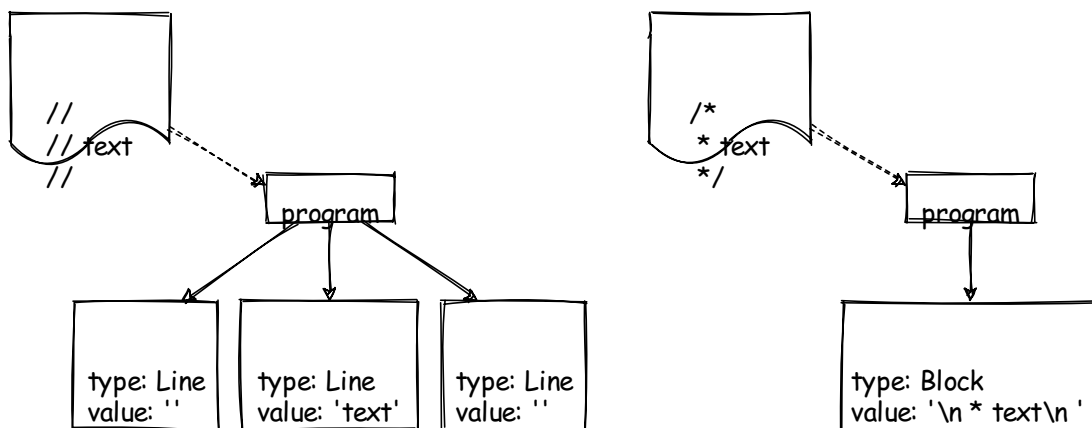 //
// text
//
program
type: Line
value: ''
type: Line
value: 'text'
type: Line
value: ''
/*
* text
*/
program
type: Block
value: '\n * text\n '